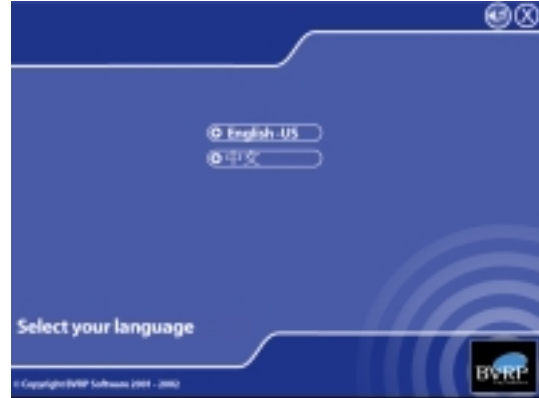 English -US
中文
Select your language
© Copyright BVRP Software 2001 - 2002
BVRP